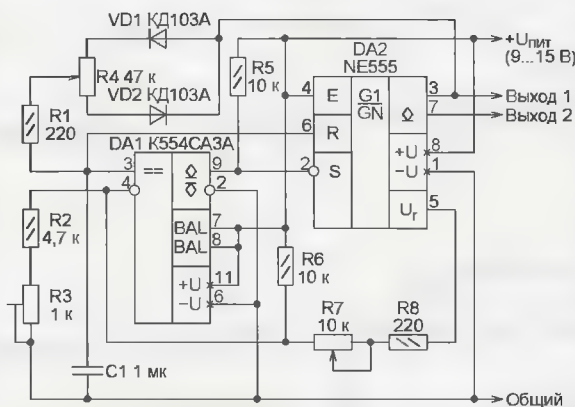 VD1 КД103А
DA2
NE555
+Uпит
(9...15 В)
R4 47 к
R5
10 к
VD2 КД103А
R1
220
DA1 К554СА3А
4
E
G1
GN
3
Выход 1
7
Выход 2
6
R
2
S
+U
8
-U
1
Ur
5
3
==
9
4
2
R2
4,7 к
BAL
7
BAL
8
R6
10 к
+U
11
-U
6
R3
1 к
R7
10 к
R8
220
C1 1 мк
Общий